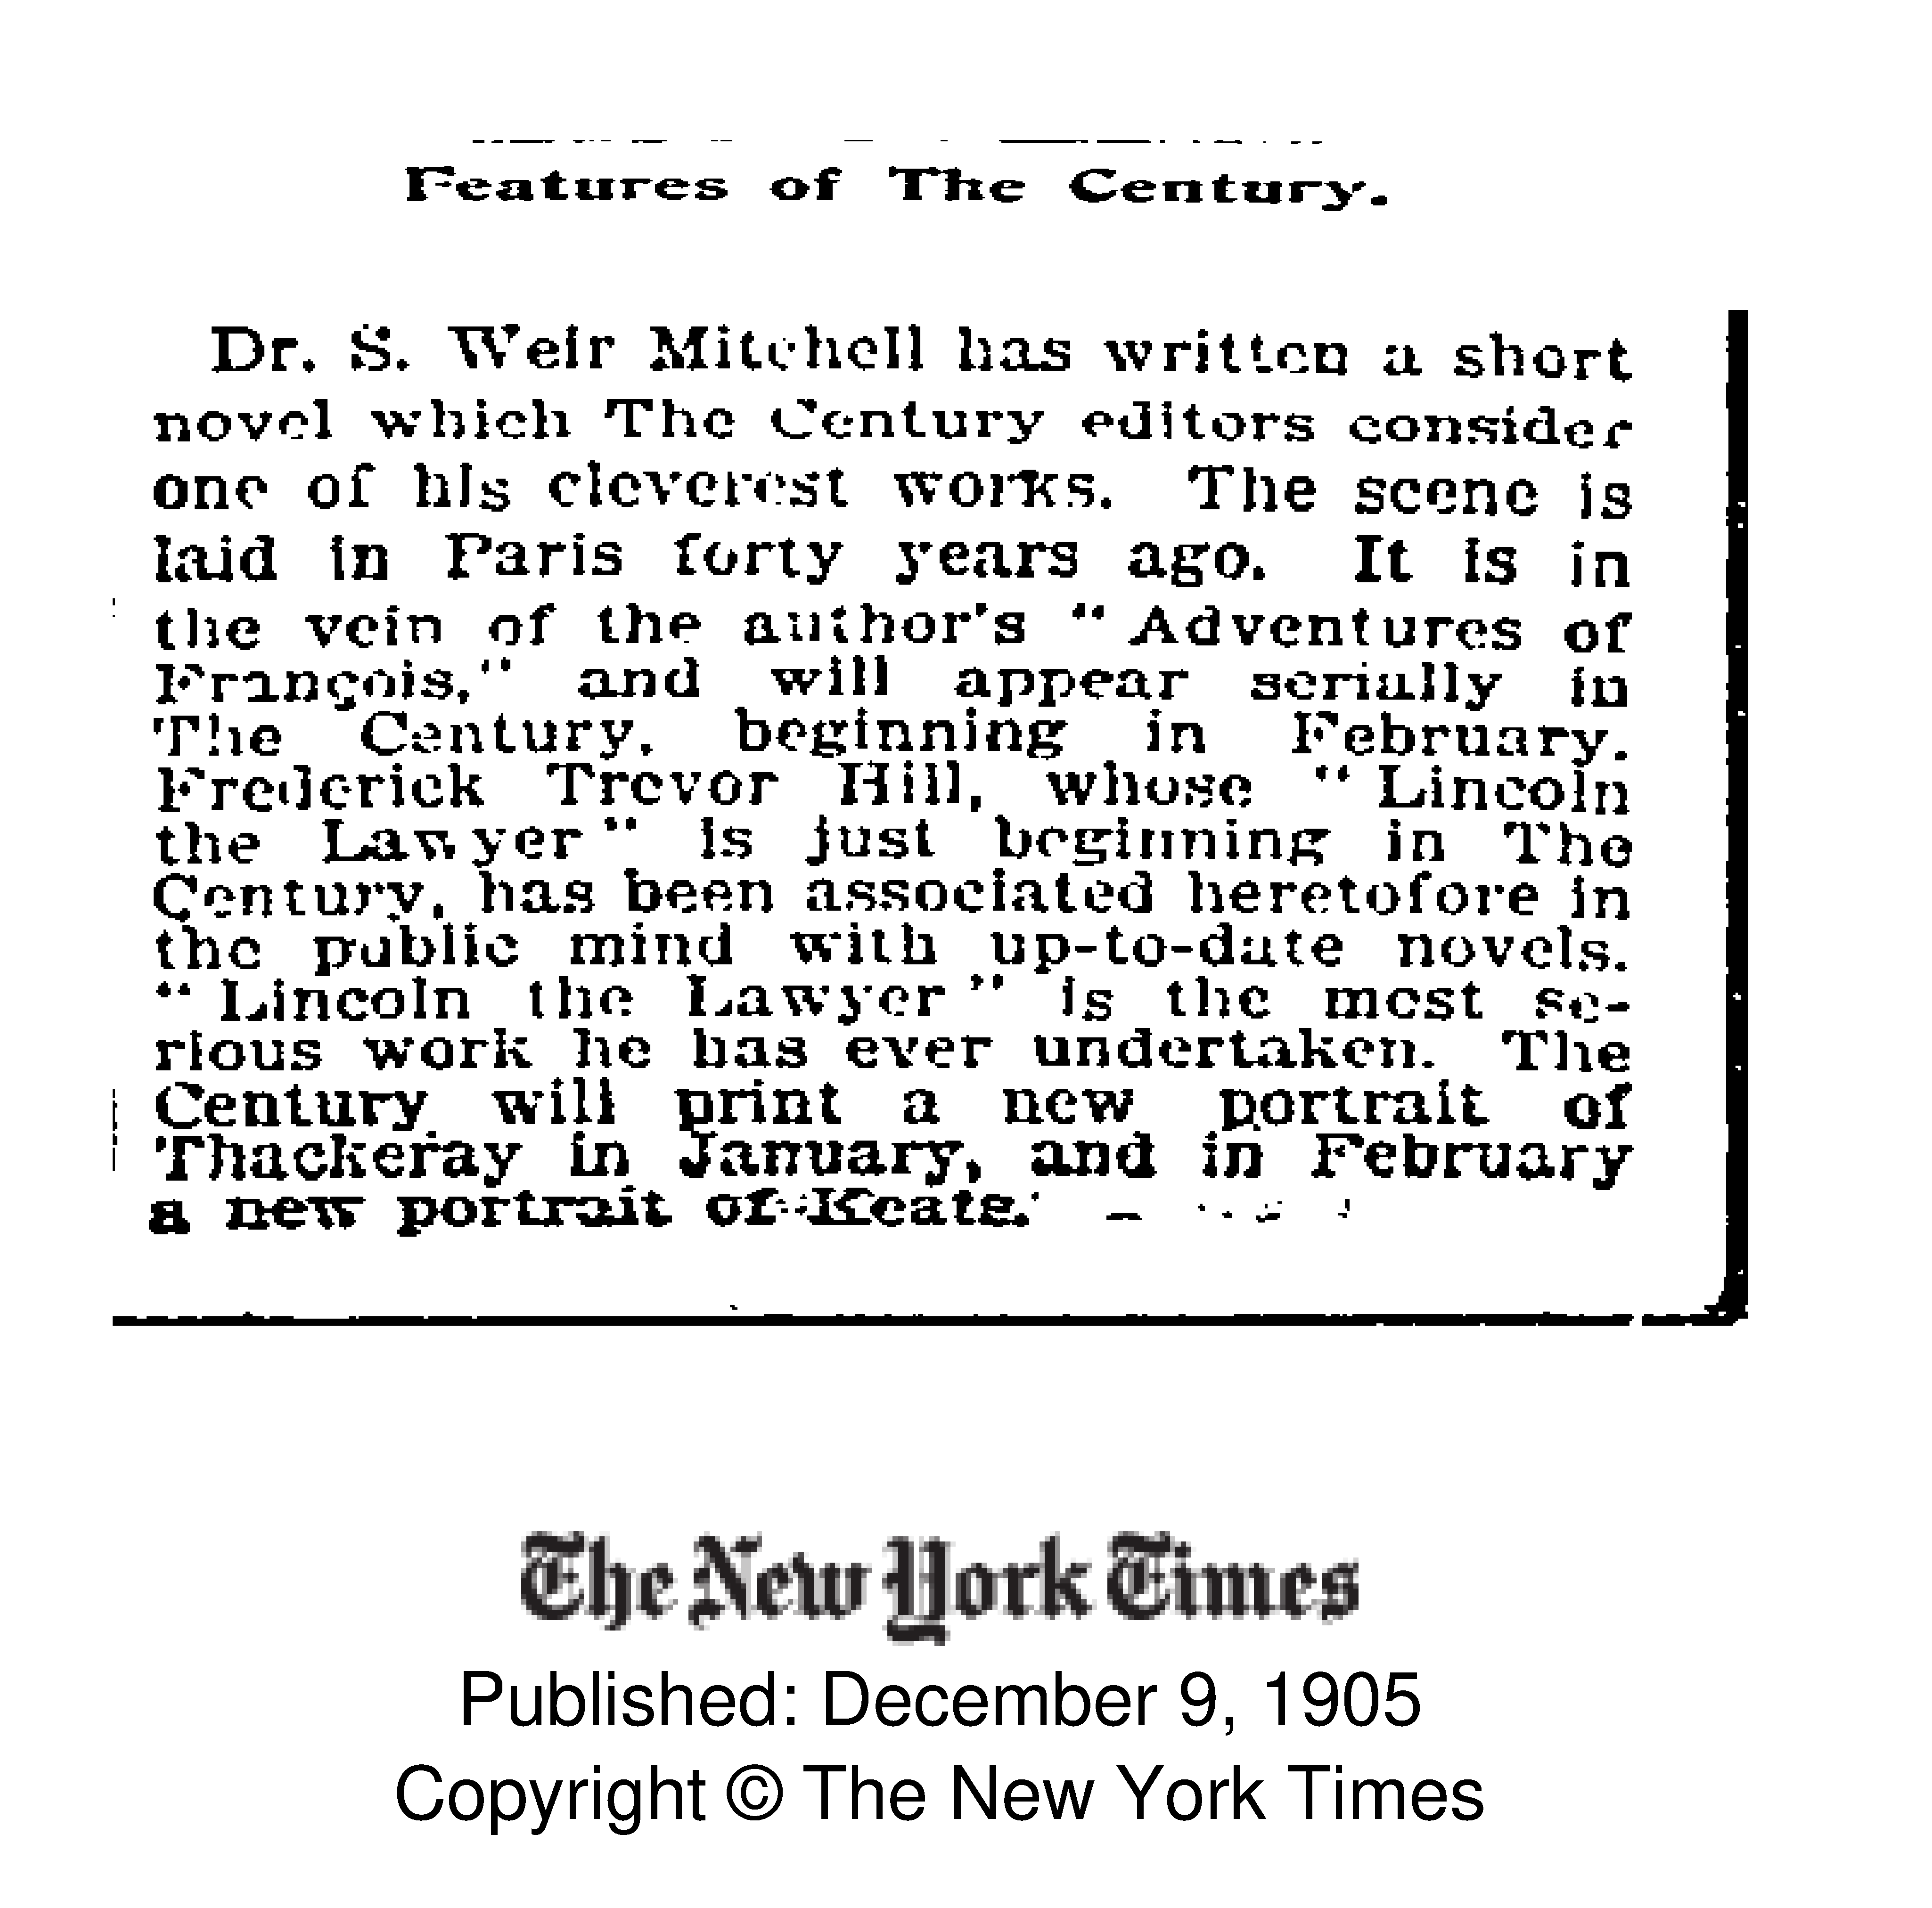 Features of The Century.
Dr. S. Weir Mitchell has written a short
novel which The Century editors consider
one of his cleverest works. The scene is
laid in Paris forty years ago. It is in
the vein of the author's " Adventures of
François," and will appear serially in
The Century, beginning in February.
Frederick Trevor Hill, whose " Lincoln
the Lawyer " is just beginning in The
Century, has been associated heretofore in
the public mind with up-to-date novels.
" Lincoln the Lawyer " is the most se-
rious work he has ever undertaken. The
Century will print a new portrait of
Thackeray in January, and in February
a new portrait of Keats.
The New York Times
Published: December 9, 1905
Copyright © The New York Times